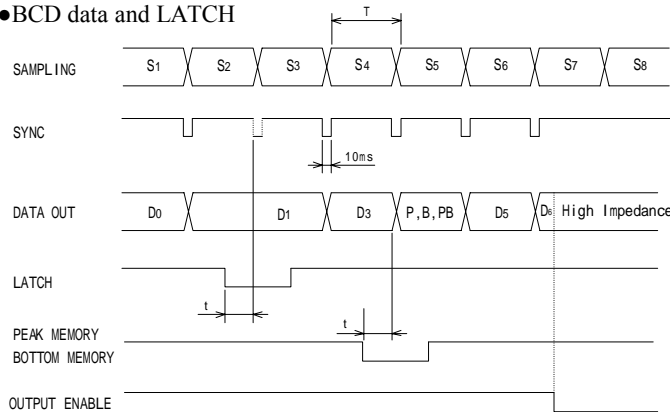 ●BCD data and LATCH
T
SAMPLING S1 S2 S3 S4 S5 S6 S7 S8
SYNC
10ms
DATA OUT D0 D1 D3 P,B,PB D5 D6 High Impedance
LATCH
t
PEAK MEMORY
BOTTOM MEMORY
t
OUTPUT ENABLE